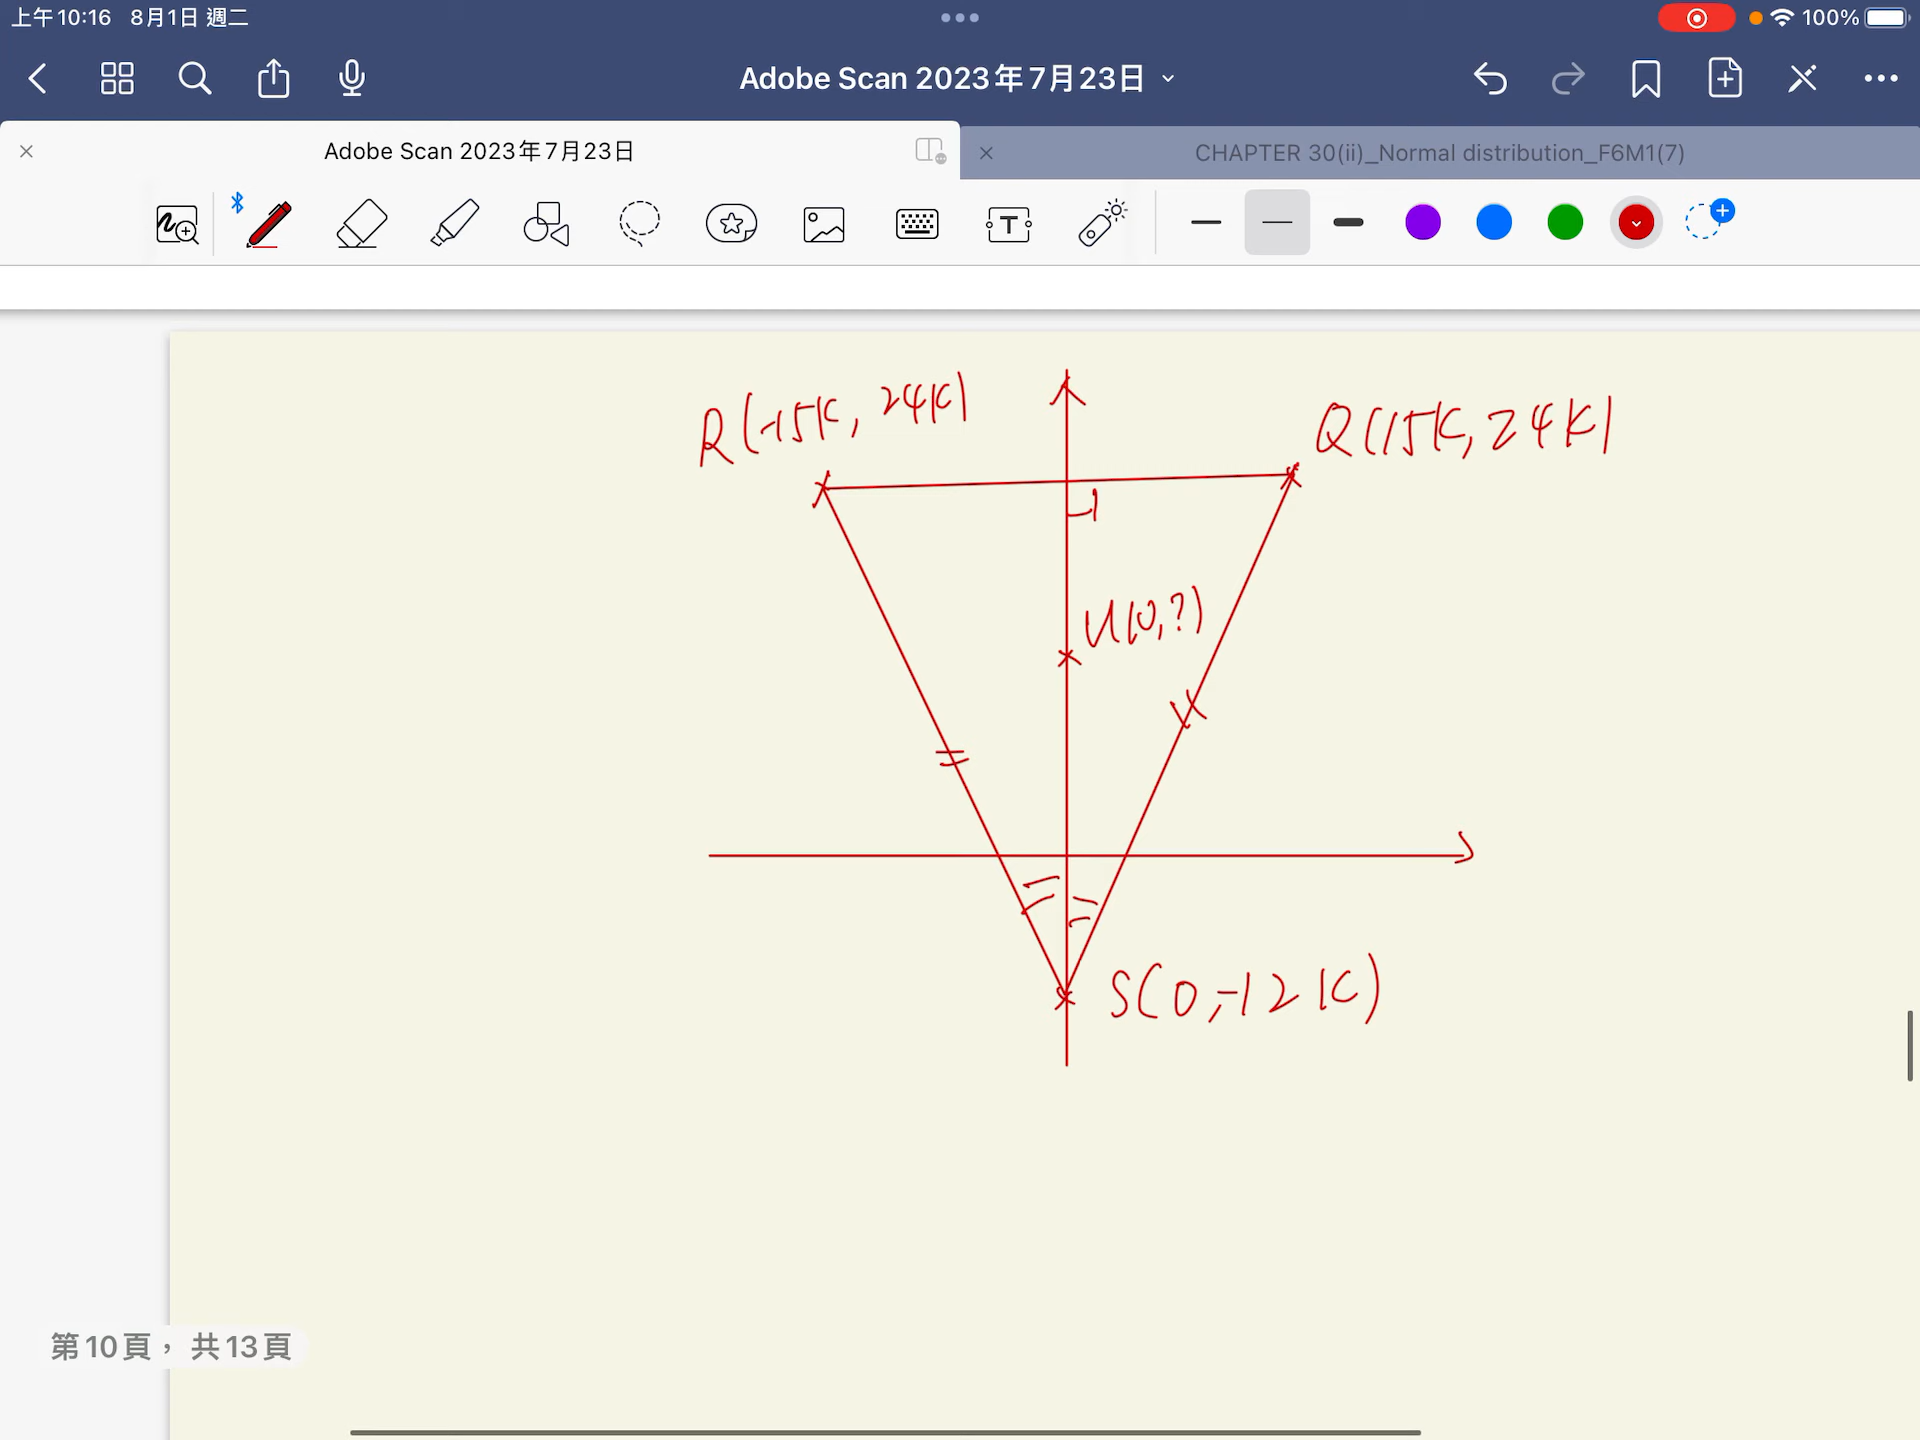 上午10:16 8月1日 週二
100%
Adobe Scan 2023年7月23日
Adobe Scan 2023年7月23日
CHAPTER 30(ii)_Normal distribution_F6M1(7)
T
R(-15K, 24K)
Q(15K, 24K)
U(0,?)
S(0,-12K)
第10頁，共13頁